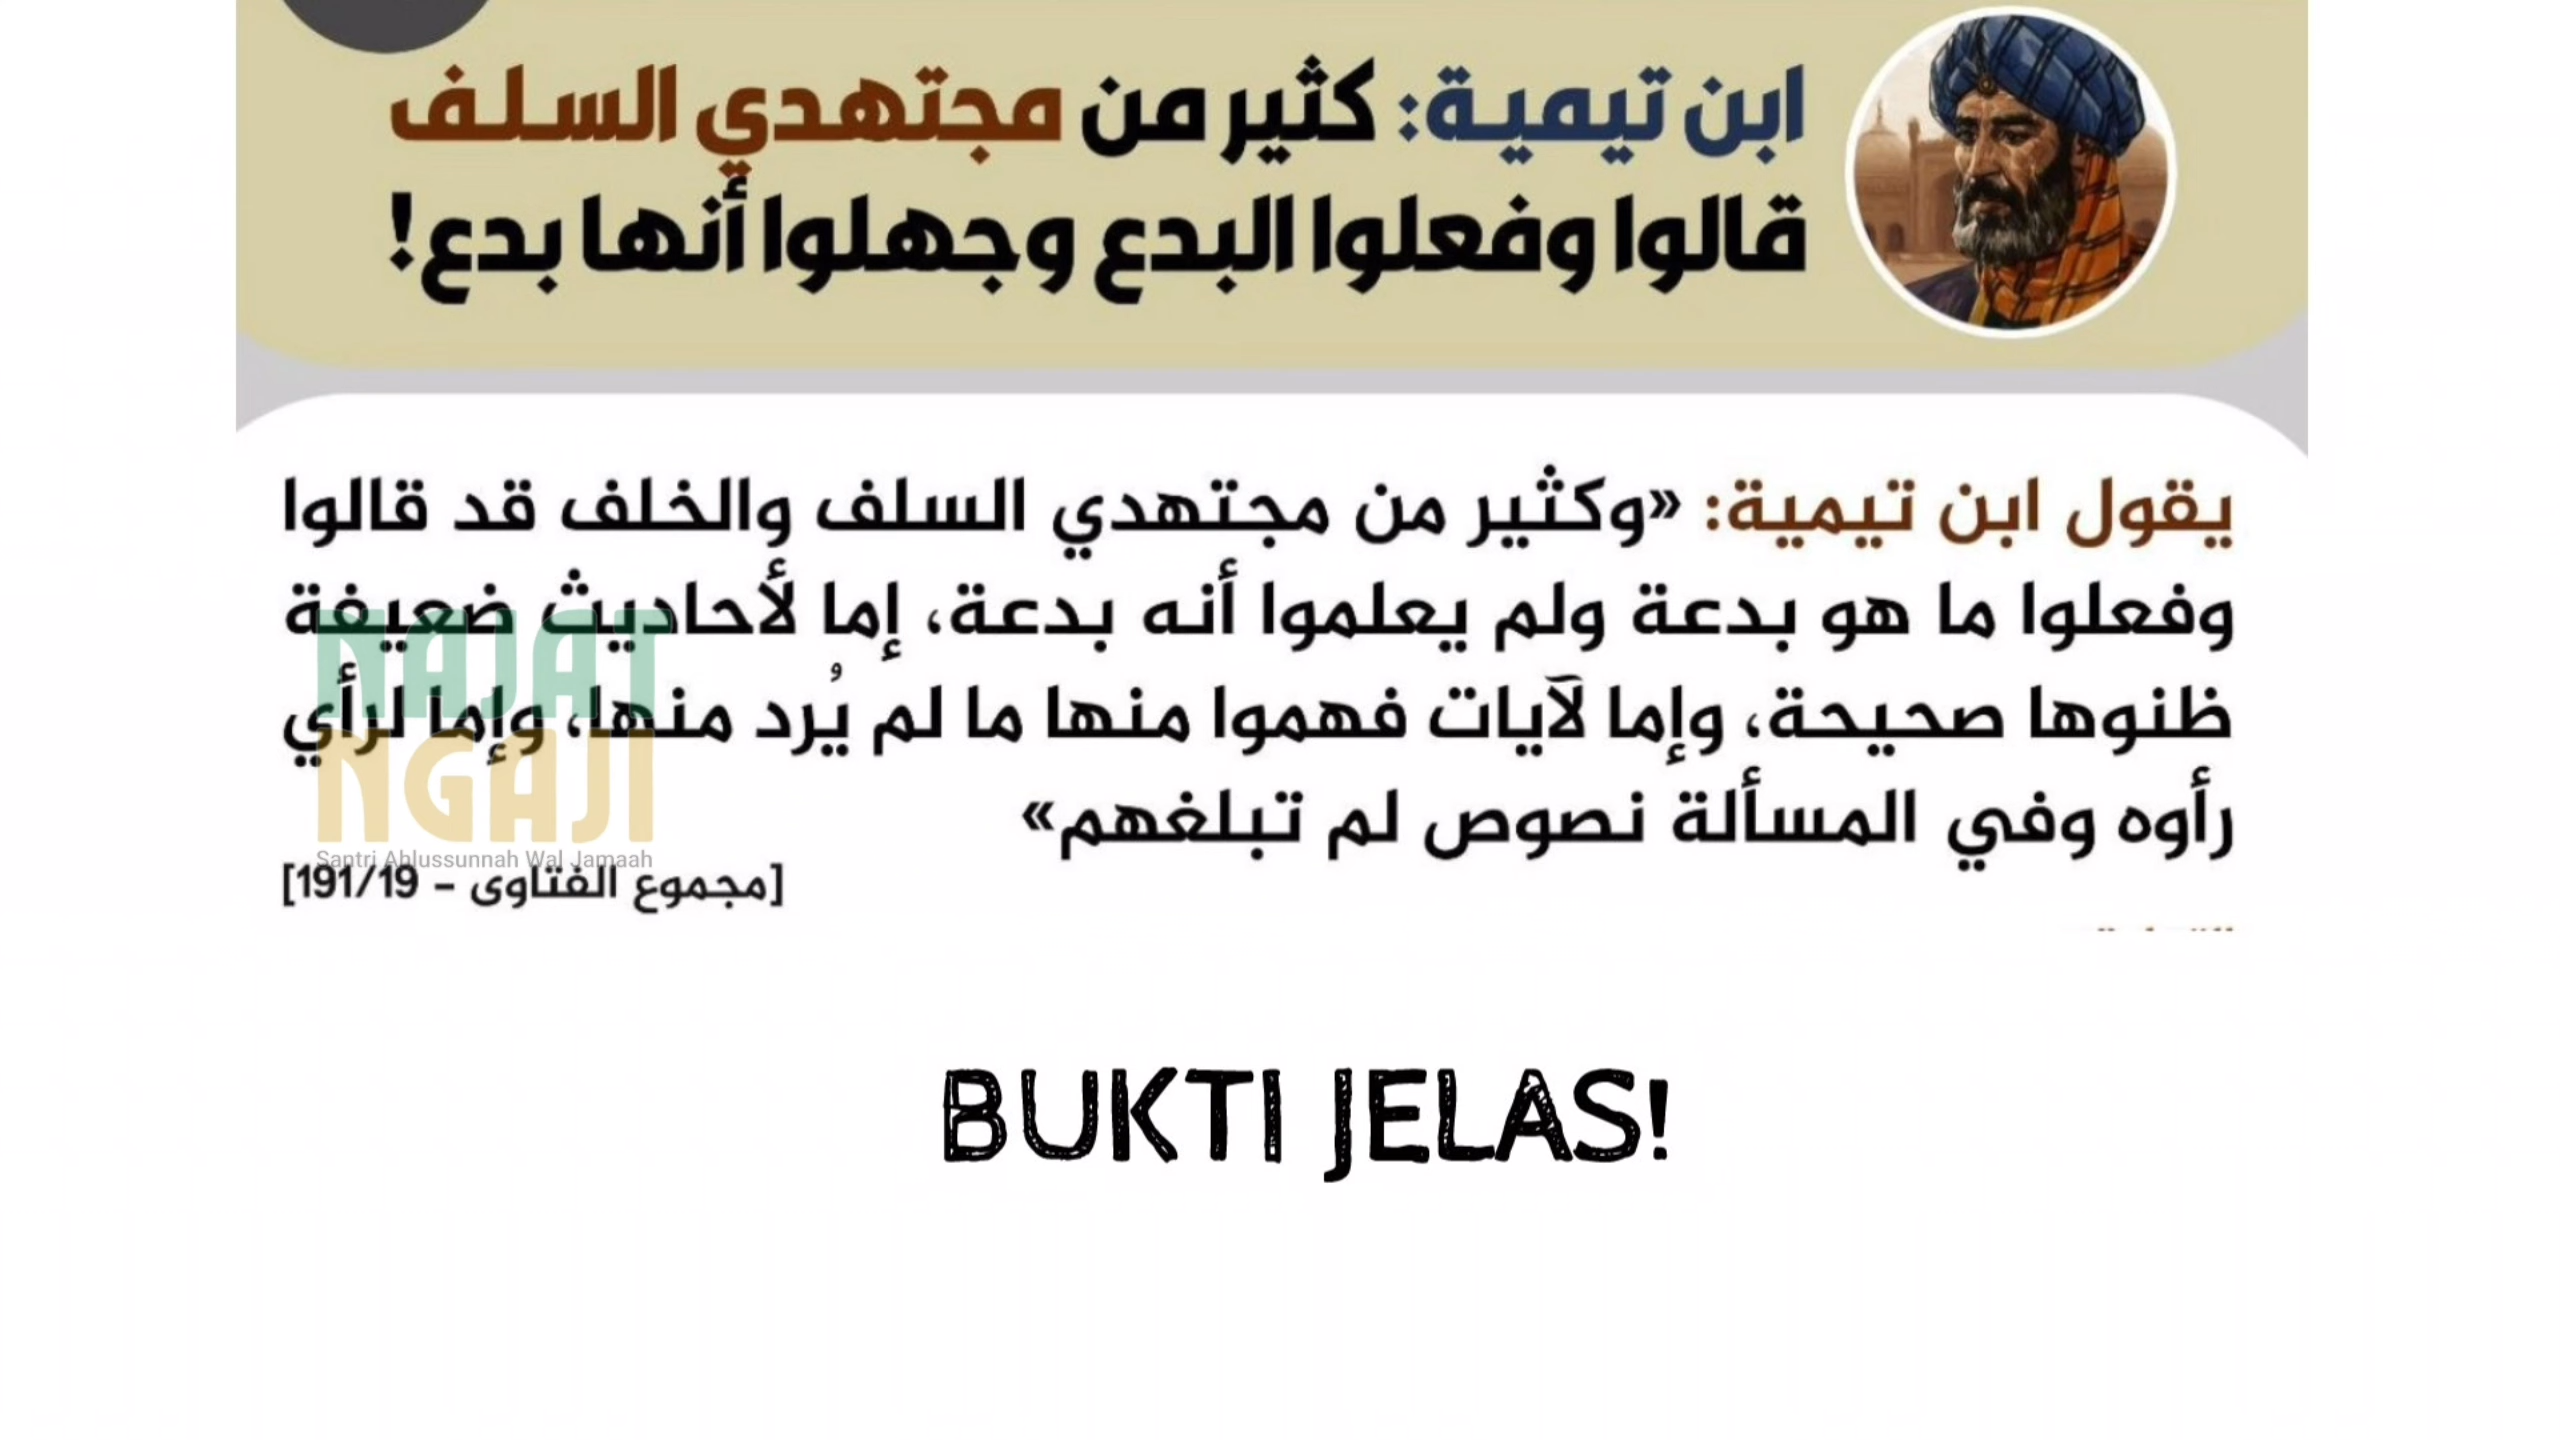 ابن تيمية: كثير من مجتهدي السلف
قالوا وفعلوا البدع وجهلوا أنها بدع!
يقول ابن تيمية: «وكثير من مجتهدي السلف والخلف قد قالوا
وفعلوا ما هو بدعة ولم يعلموا أنه بدعة، إما لأحاديث ضعيفة
ظنوها صحيحة، وإما لآيات فهموا منها ما لم يُرد منها، وإما لرأي
رأوه وفي المسألة نصوص لم تبلغهم»
NAJAT
NGAJI
Santri Ahlussunnah Wal Jamaah
[مجموع الفتاوى – 191/19]
BUKTI JELAS!